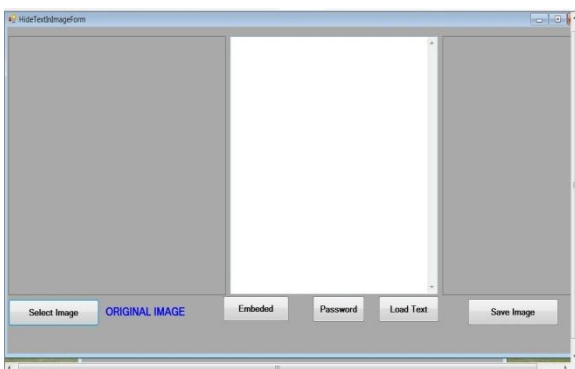 HideTextInImageForm
Select Image
ORIGINAL IMAGE
Embeded
Password
Load Text
Save Image